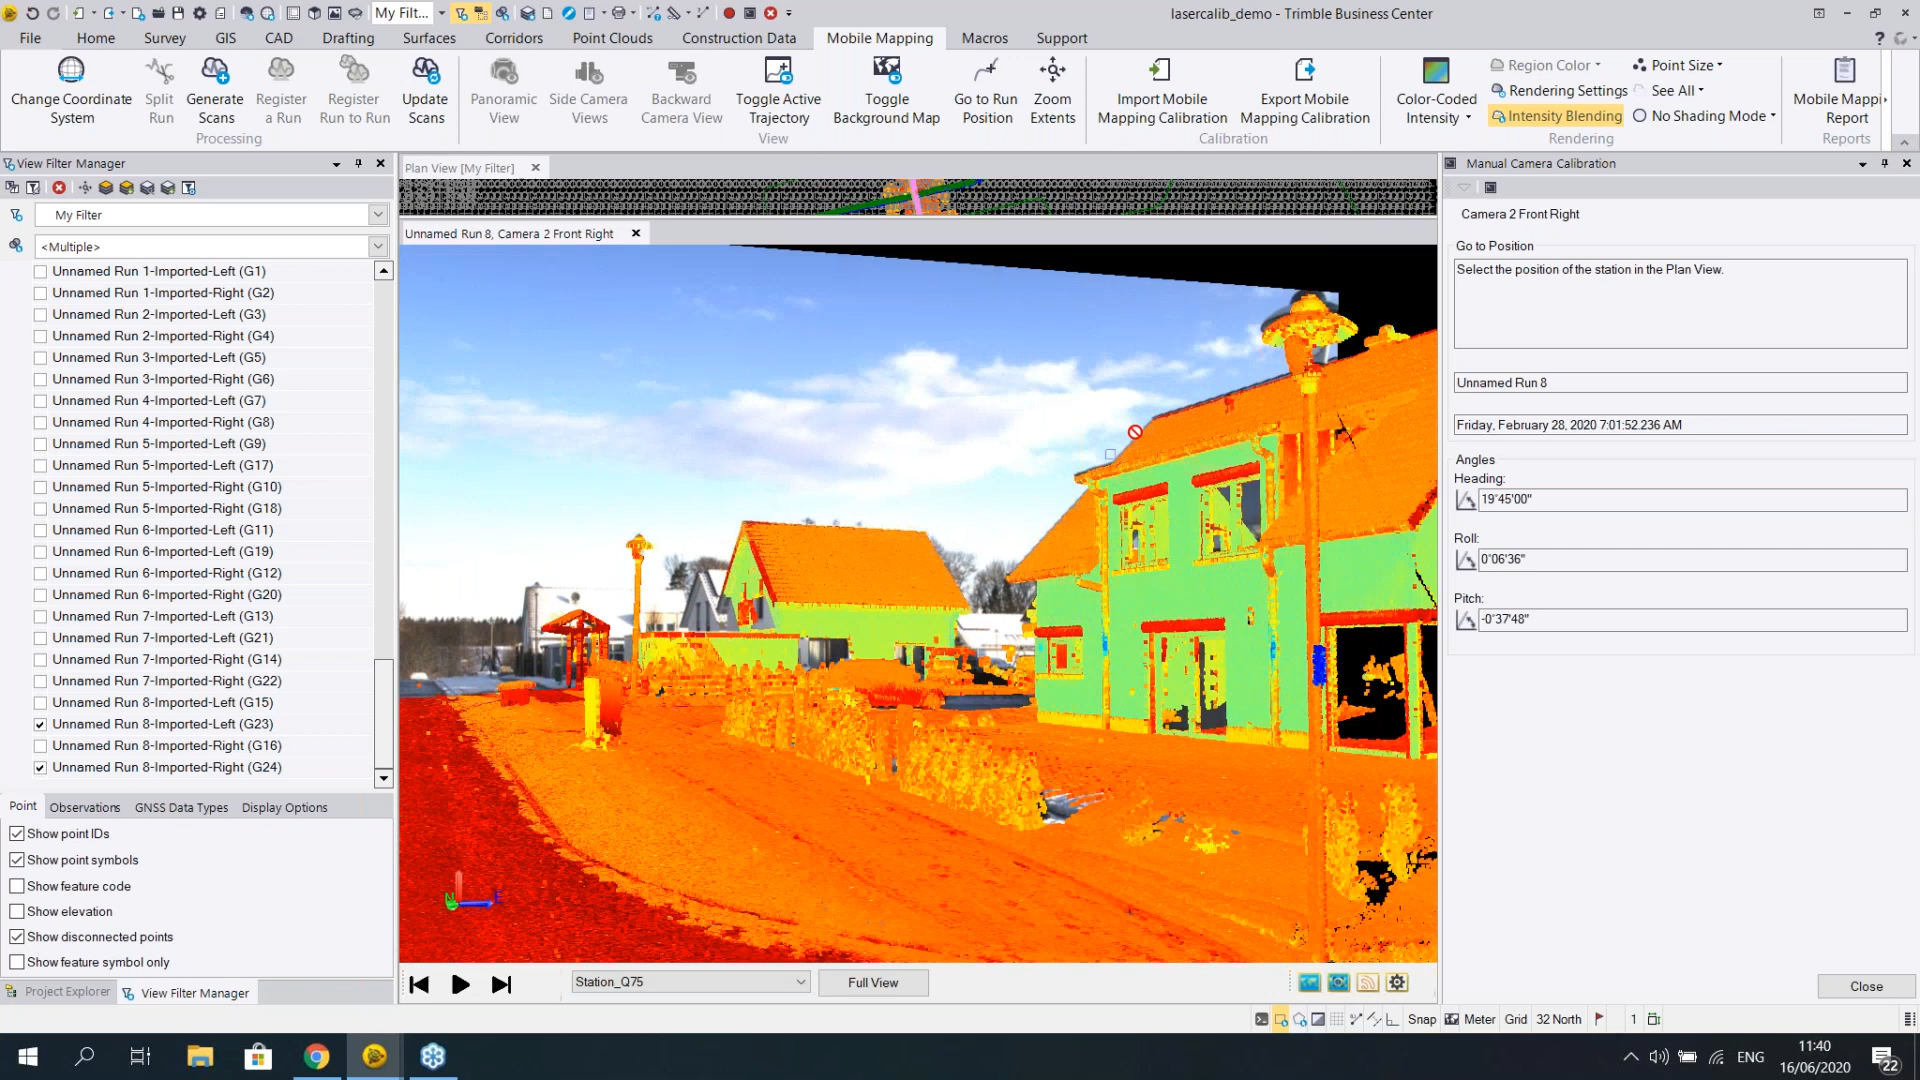 My Filt...
lasercalib_demo - Trimble Business Center
File Home Survey GIS CAD Drafting Surfaces Corridors Point Clouds Construction Data Mobile Mapping Macros Support
Change Coordinate System
Split Run
Generate Scans
Register a Run
Register Run to Run
Update Scans
Processing
Panoramic View
Side Camera Views
Backward Camera View
Toggle Active Trajectory
Toggle Background Map
Go to Run Position
Zoom Extents
View
Import Mobile Mapping Calibration
Export Mobile Mapping Calibration
Calibration
Color-Coded Intensity
Region Color
Rendering Settings
Intensity Blending
Point Size
See All
No Shading Mode
Rendering
Mobile Mappi
Report
Reports
View Filter Manager
My Filter
<Multiple>
Unnamed Run 1-Imported-Left (G1)
Unnamed Run 1-Imported-Right (G2)
Unnamed Run 2-Imported-Left (G3)
Unnamed Run 2-Imported-Right (G4)
Unnamed Run 3-Imported-Left (G5)
Unnamed Run 3-Imported-Right (G6)
Unnamed Run 4-Imported-Left (G7)
Unnamed Run 4-Imported-Right (G8)
Unnamed Run 5-Imported-Left (G9)
Unnamed Run 5-Imported-Left (G17)
Unnamed Run 5-Imported-Right (G10)
Unnamed Run 5-Imported-Right (G18)
Unnamed Run 6-Imported-Left (G11)
Unnamed Run 6-Imported-Left (G19)
Unnamed Run 6-Imported-Right (G12)
Unnamed Run 6-Imported-Right (G20)
Unnamed Run 7-Imported-Left (G13)
Unnamed Run 7-Imported-Left (G21)
Unnamed Run 7-Imported-Right (G14)
Unnamed Run 7-Imported-Right (G22)
Unnamed Run 8-Imported-Left (G15)
Unnamed Run 8-Imported-Left (G23)
Unnamed Run 8-Imported-Right (G16)
Unnamed Run 8-Imported-Right (G24)
Point Observations GNSS Data Types Display Options
Show point IDs
Show point symbols
Show feature code
Show elevation
Show disconnected points
Show feature symbol only
Project Explorer View Filter Manager
Plan View [My Filter]
Unnamed Run 8, Camera 2 Front Right
E
Station_Q75
Full View
Manual Camera Calibration
Camera 2 Front Right
Go to Position
Select the position of the station in the Plan View.
Unnamed Run 8
Friday, February 28, 2020 7:01:52.236 AM
Angles
Heading:
19°45'00"
Roll:
0°06'36"
Pitch:
-0°37'48"
Close
Snap Meter Grid 32 North 1
ENG
11:40
16/06/2020
22